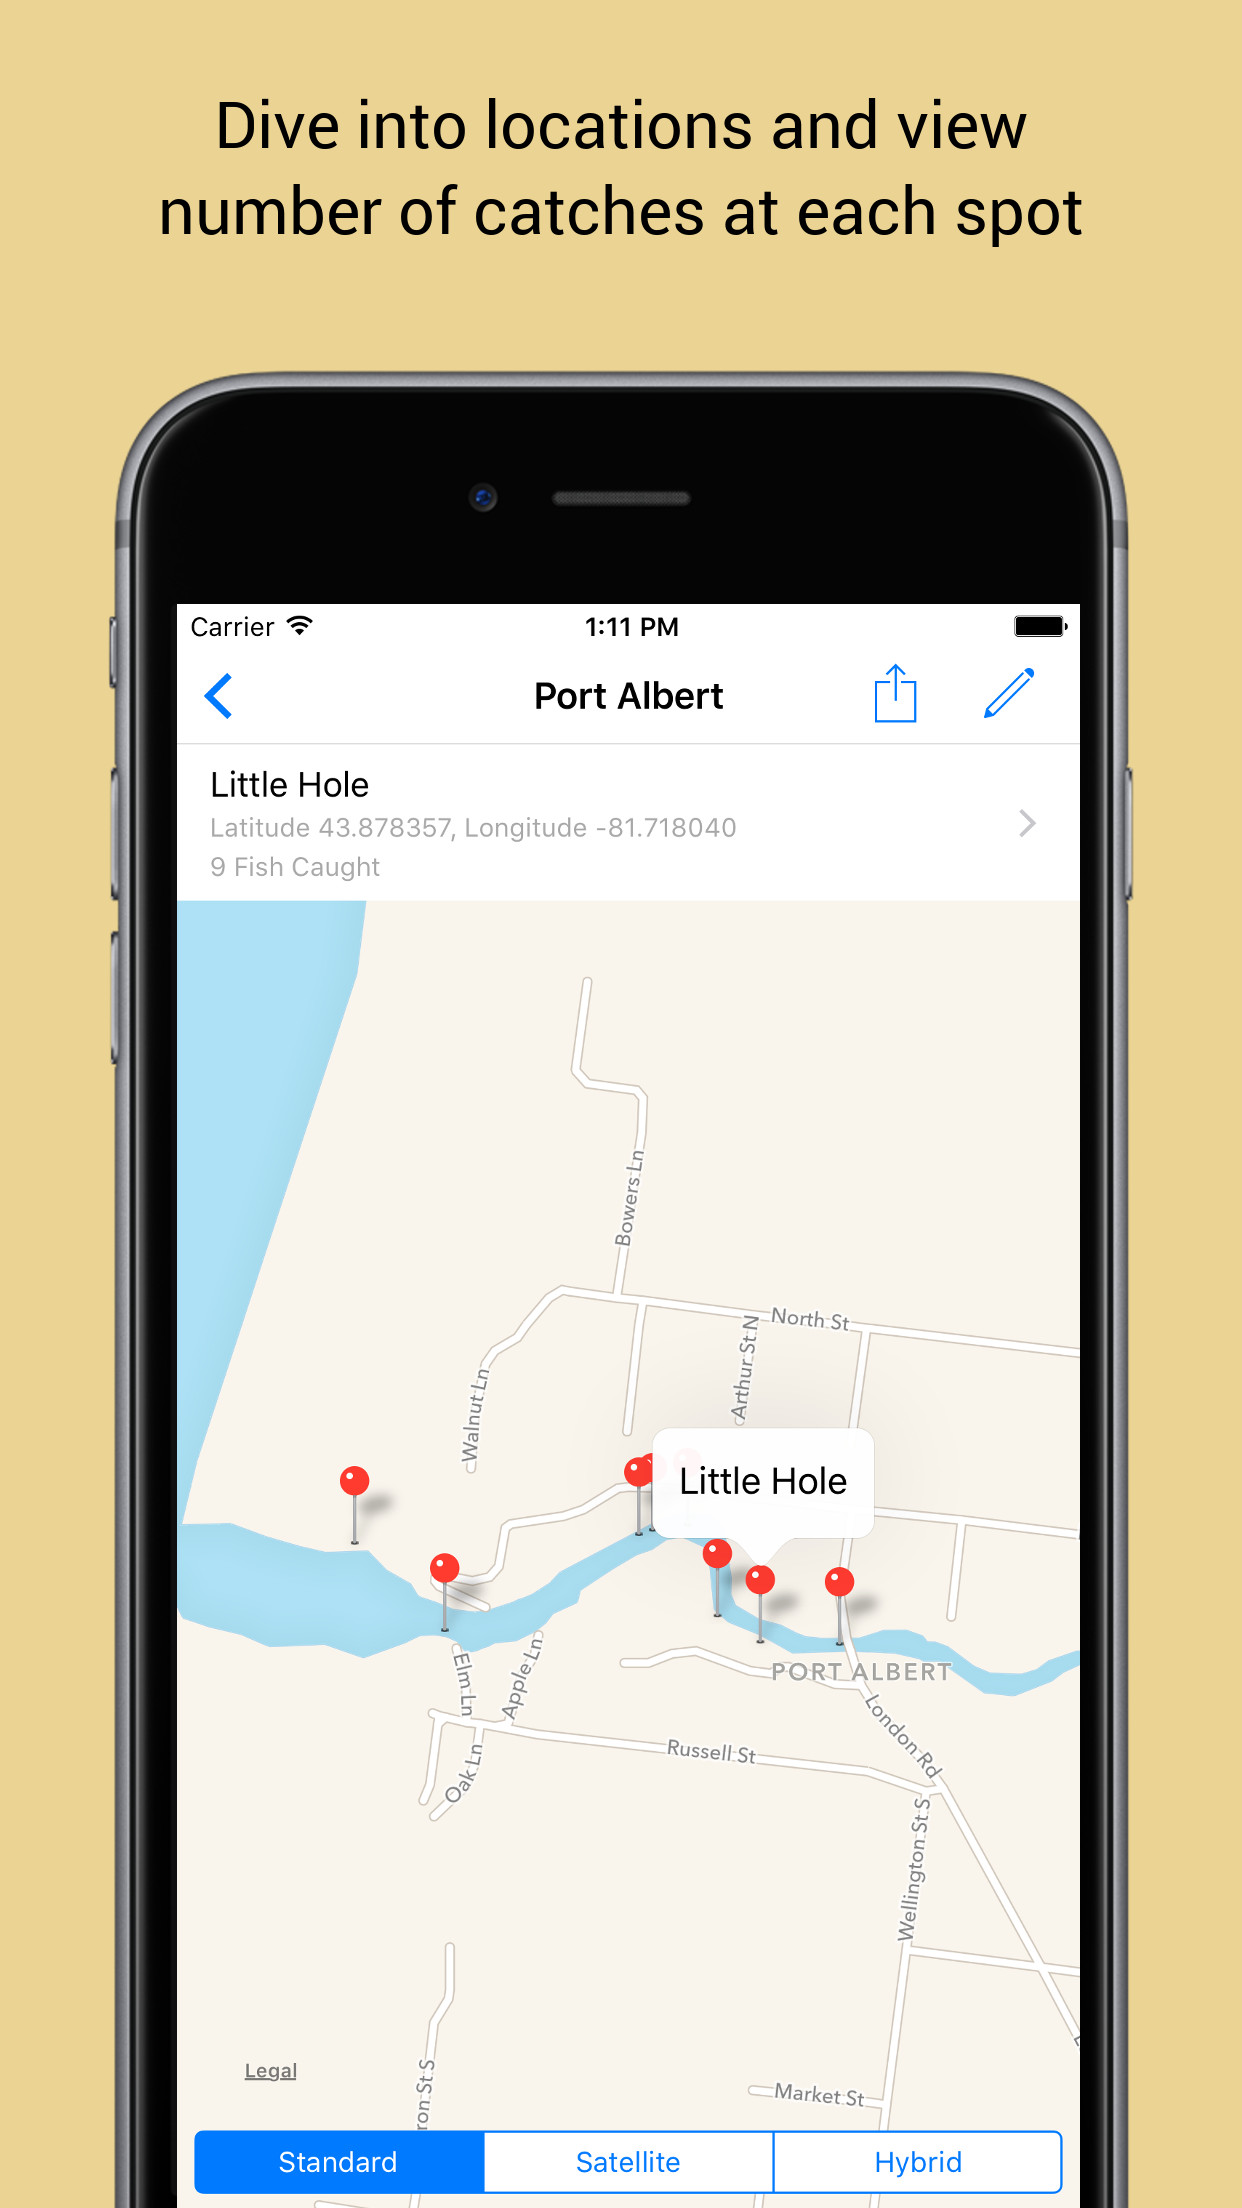 Dive into locations and view
number of catches at each spot
Carrier
1:11 PM
Port Albert
Little Hole
Latitude 43.878357, Longitude -81.718040
9 Fish Caught
Bowers Ln
North St
Arthur St N
Walnut Ln
Little Hole
PORT ALBERT
Elm Ln
Apple Ln
London Rd
Russell St
Oak Ln
Wellington St S
Legal
ron St S
Market St
Standard
Satellite
Hybrid